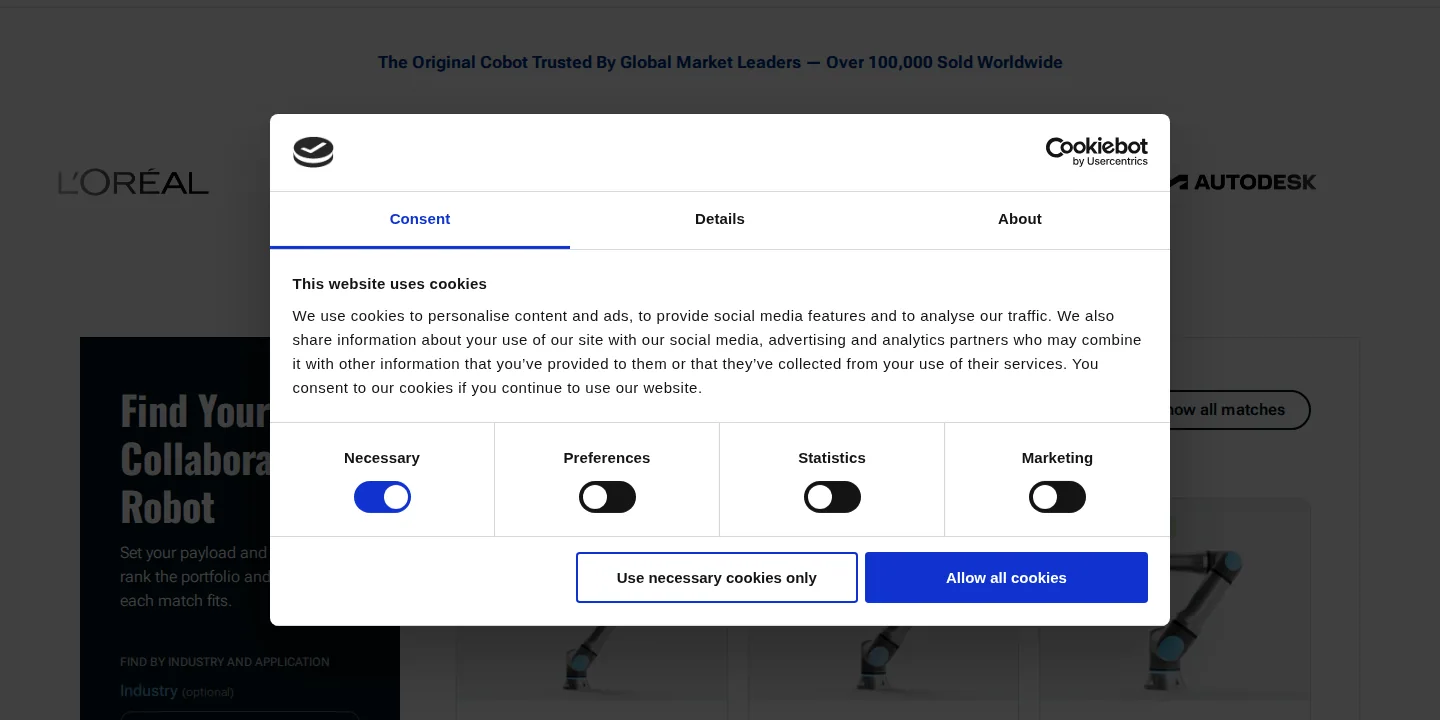 The Original Cobot Trusted By Global Market Leaders — Over 100,000 Sold Worldwide
L'ORÉAL
AUTODESK
Cookiebot
by Usercentrics
Consent
Details
About
This website uses cookies
We use cookies to personalise content and ads, to provide social media features and to analyse our traffic. We also
share information about your use of our site with our social media, advertising and analytics partners who may combine
it with other information that you’ve provided to them or that they’ve collected from your use of their services. You
consent to our cookies if you continue to use our website.
Necessary
Preferences
Statistics
Marketing
Use necessary cookies only
Allow all cookies
Find Your
Robot
Set your payload and
rank the portfolio and
each match fits.
FIND BY INDUSTRY AND APPLICATION
Industry (optional)
all matches